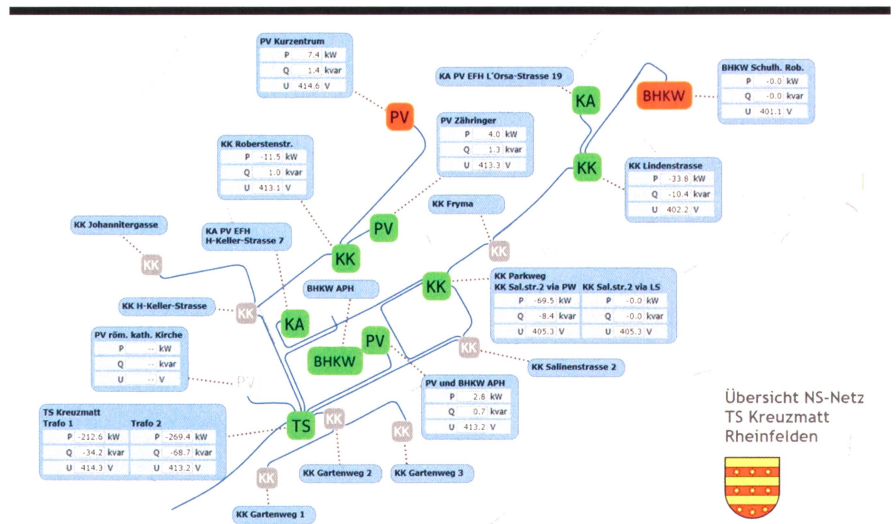 PV Kurzentrum
P 7.4 kW
Q 1.4 kvar
U 414.6 V
PV
KA PV EFH L'Orsa-Strasse 19
KA
BHKW
BHKW Schulh. Rob.
P -0.0 kW
Q -0.0 kvar
U 401.1 V
PV Zähringer
P 4.0 kW
Q 1.3 kvar
U 413.3 V
KK Roberstenstr.
P -11.5 kW
Q 1.0 kvar
U 413.1 V
KK
KK Lindenstrasse
P -33.8 kW
Q -10.4 kvar
U 402.2 V
KK Johannitergasse
KK
KA PV EFH
H-Keller-Strasse 7
PV
KK
KK Fryma
KK
KK Parkweg
KK Sal.str.2 via PW KK Sal.str.2 via LS
P -69.5 kW P -0.0 kW
Q -8.4 kvar Q -0.0 kvar
U 405.3 V U 405.3 V
KK
BHKW APH
KK H-Keller-Strasse
KK
KA
PV röm. kath. Kirche
P -- kW
Q -- kvar
U -- V
PV
BHKW
PV
KK
KK Salinenstrasse 2
PV und BHKW APH
P 2.8 kW
Q 0.7 kvar
U 413.2 V
TS Kreuzmatt
Trafo 1 Trafo 2
P -212.6 kW P -269.4 kW
Q -34.2 kvar Q -68.7 kvar
U 414.3 V U 413.2 V
TS
KK
KK
KK
KK Gartenweg 2
KK Gartenweg 3
KK Gartenweg 1
Übersicht NS-Netz
TS Kreuzmatt
Rheinfelden